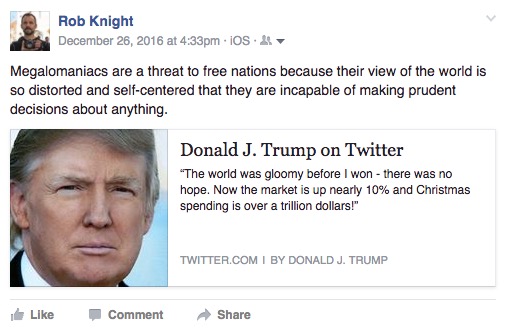 Rob Knight
December 26, 2016 at 4:33pm · iOS ·
Megalomaniacs are a threat to free nations because their view of the world is
so distorted and self-centered that they are incapable of making prudent
decisions about anything.
Donald J. Trump on Twitter
“The world was gloomy before I won - there was no
hope. Now the market is up nearly 10% and Christmas
spending is over a trillion dollars!”
TWITTER.COM | BY DONALD J. TRUMP
Like Comment Share